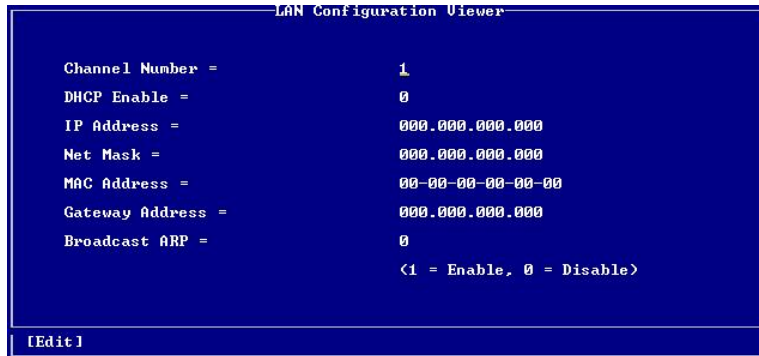 LAN Configuration Viewer
Channel Number = 1
DHCP Enable = 0
IP Address = 000.000.000.000
Net Mask = 000.000.000.000
MAC Address = 00-00-00-00-00-00
Gateway Address = 000.000.000.000
Broadcast ARP = 0
(1 = Enable, 0 = Disable)
[Edit]